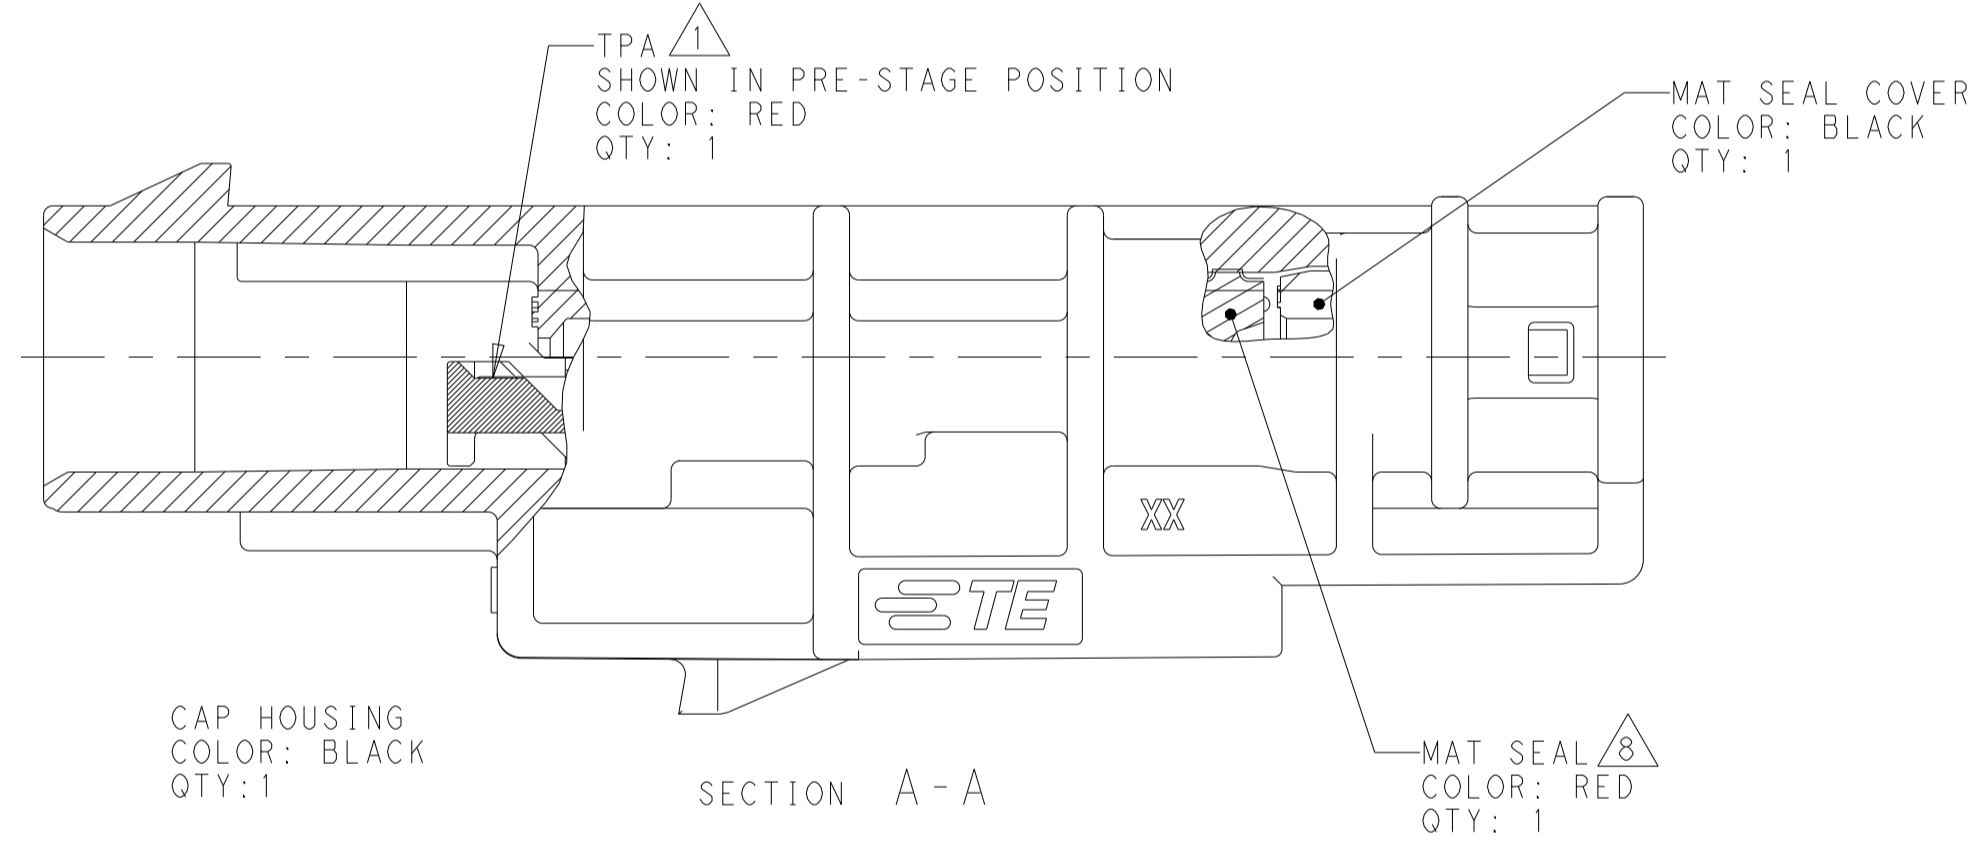 TPA 1
SHOWN IN PRE-STAGE POSITION
COLOR: RED
QTY: 1
MAT SEAL COVER
COLOR: BLACK
QTY: 1
XX
TE
CAP HOUSING
COLOR: BLACK
QTY:1
SECTION A-A
MAT SEAL 8
COLOR: RED
QTY: 1